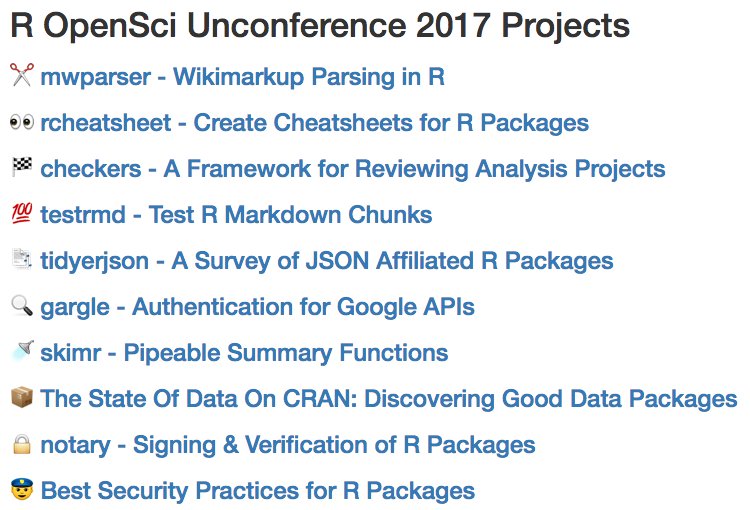 R OpenSci Unconference 2017 Projects
✂️ mwparser - Wikimarkup Parsing in R
👀 rcheatsheet - Create Cheatsheets for R Packages
🏁 checkers - A Framework for Reviewing Analysis Projects
💯 testrmd - Test R Markdown Chunks
📑 tidyerjson - A Survey of JSON Affiliated R Packages
🔍 gargle - Authentication for Google APIs
🚿 skimr - Pipeable Summary Functions
📦 The State Of Data On CRAN: Discovering Good Data Packages
🔒 notary - Signing & Verification of R Packages
👮 Best Security Practices for R Packages